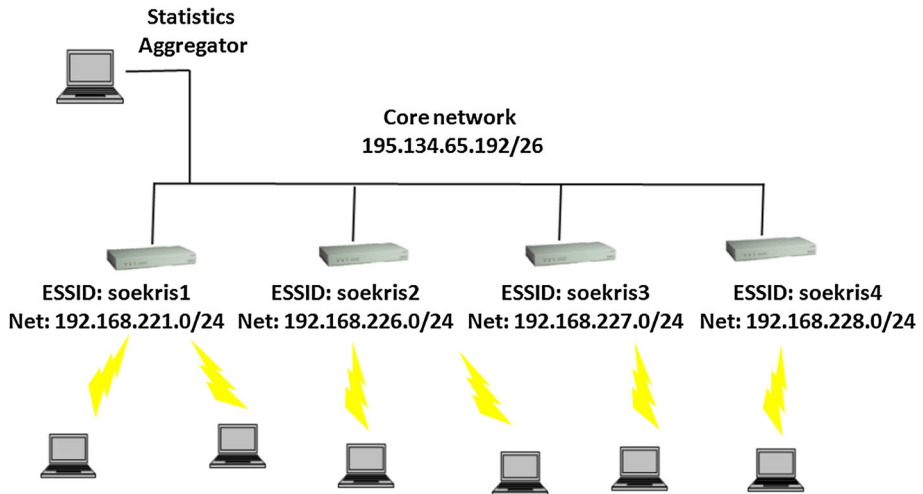 Statistics
Aggregator
Core network
195.134.65.192/26
ESSID: soekris1
Net: 192.168.221.0/24
ESSID: soekris2
Net: 192.168.226.0/24
ESSID: soekris3
Net: 192.168.227.0/24
ESSID: soekris4
Net: 192.168.228.0/24